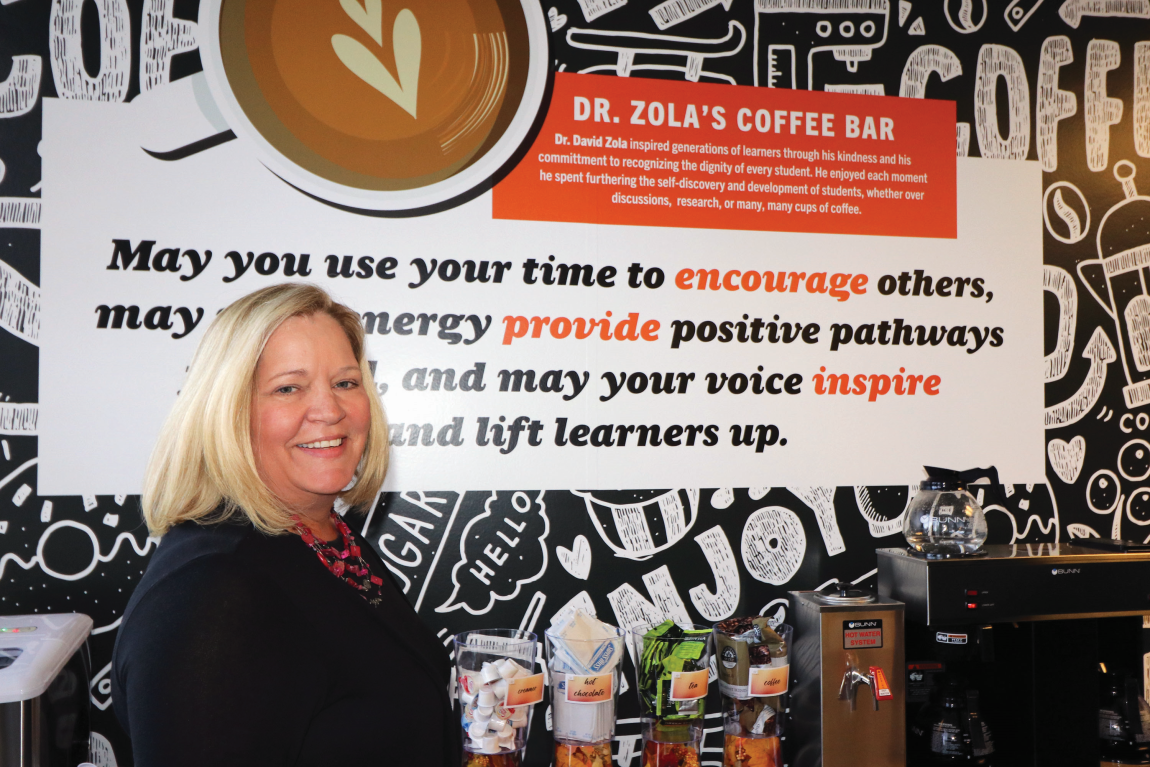 COF
COFF
DR. ZOLA'S COFFEE BAR
Dr. David Zola inspired generations of learners through his kindness and his
committment to recognizing the dignity of every student. He enjoyed each moment
he spent furthering the self-discovery and development of students, whether over
discussions, research, or many, many cups of coffee.
May you use your time to encourage others,
may energy provide positive pathways
, and may your voice inspire
and lift learners up.
HELLO
ENJOY
BUNN
BUNN
BUNN
HOT WATER
SYSTEM
creamer
hot
chocolate
tea
coffee